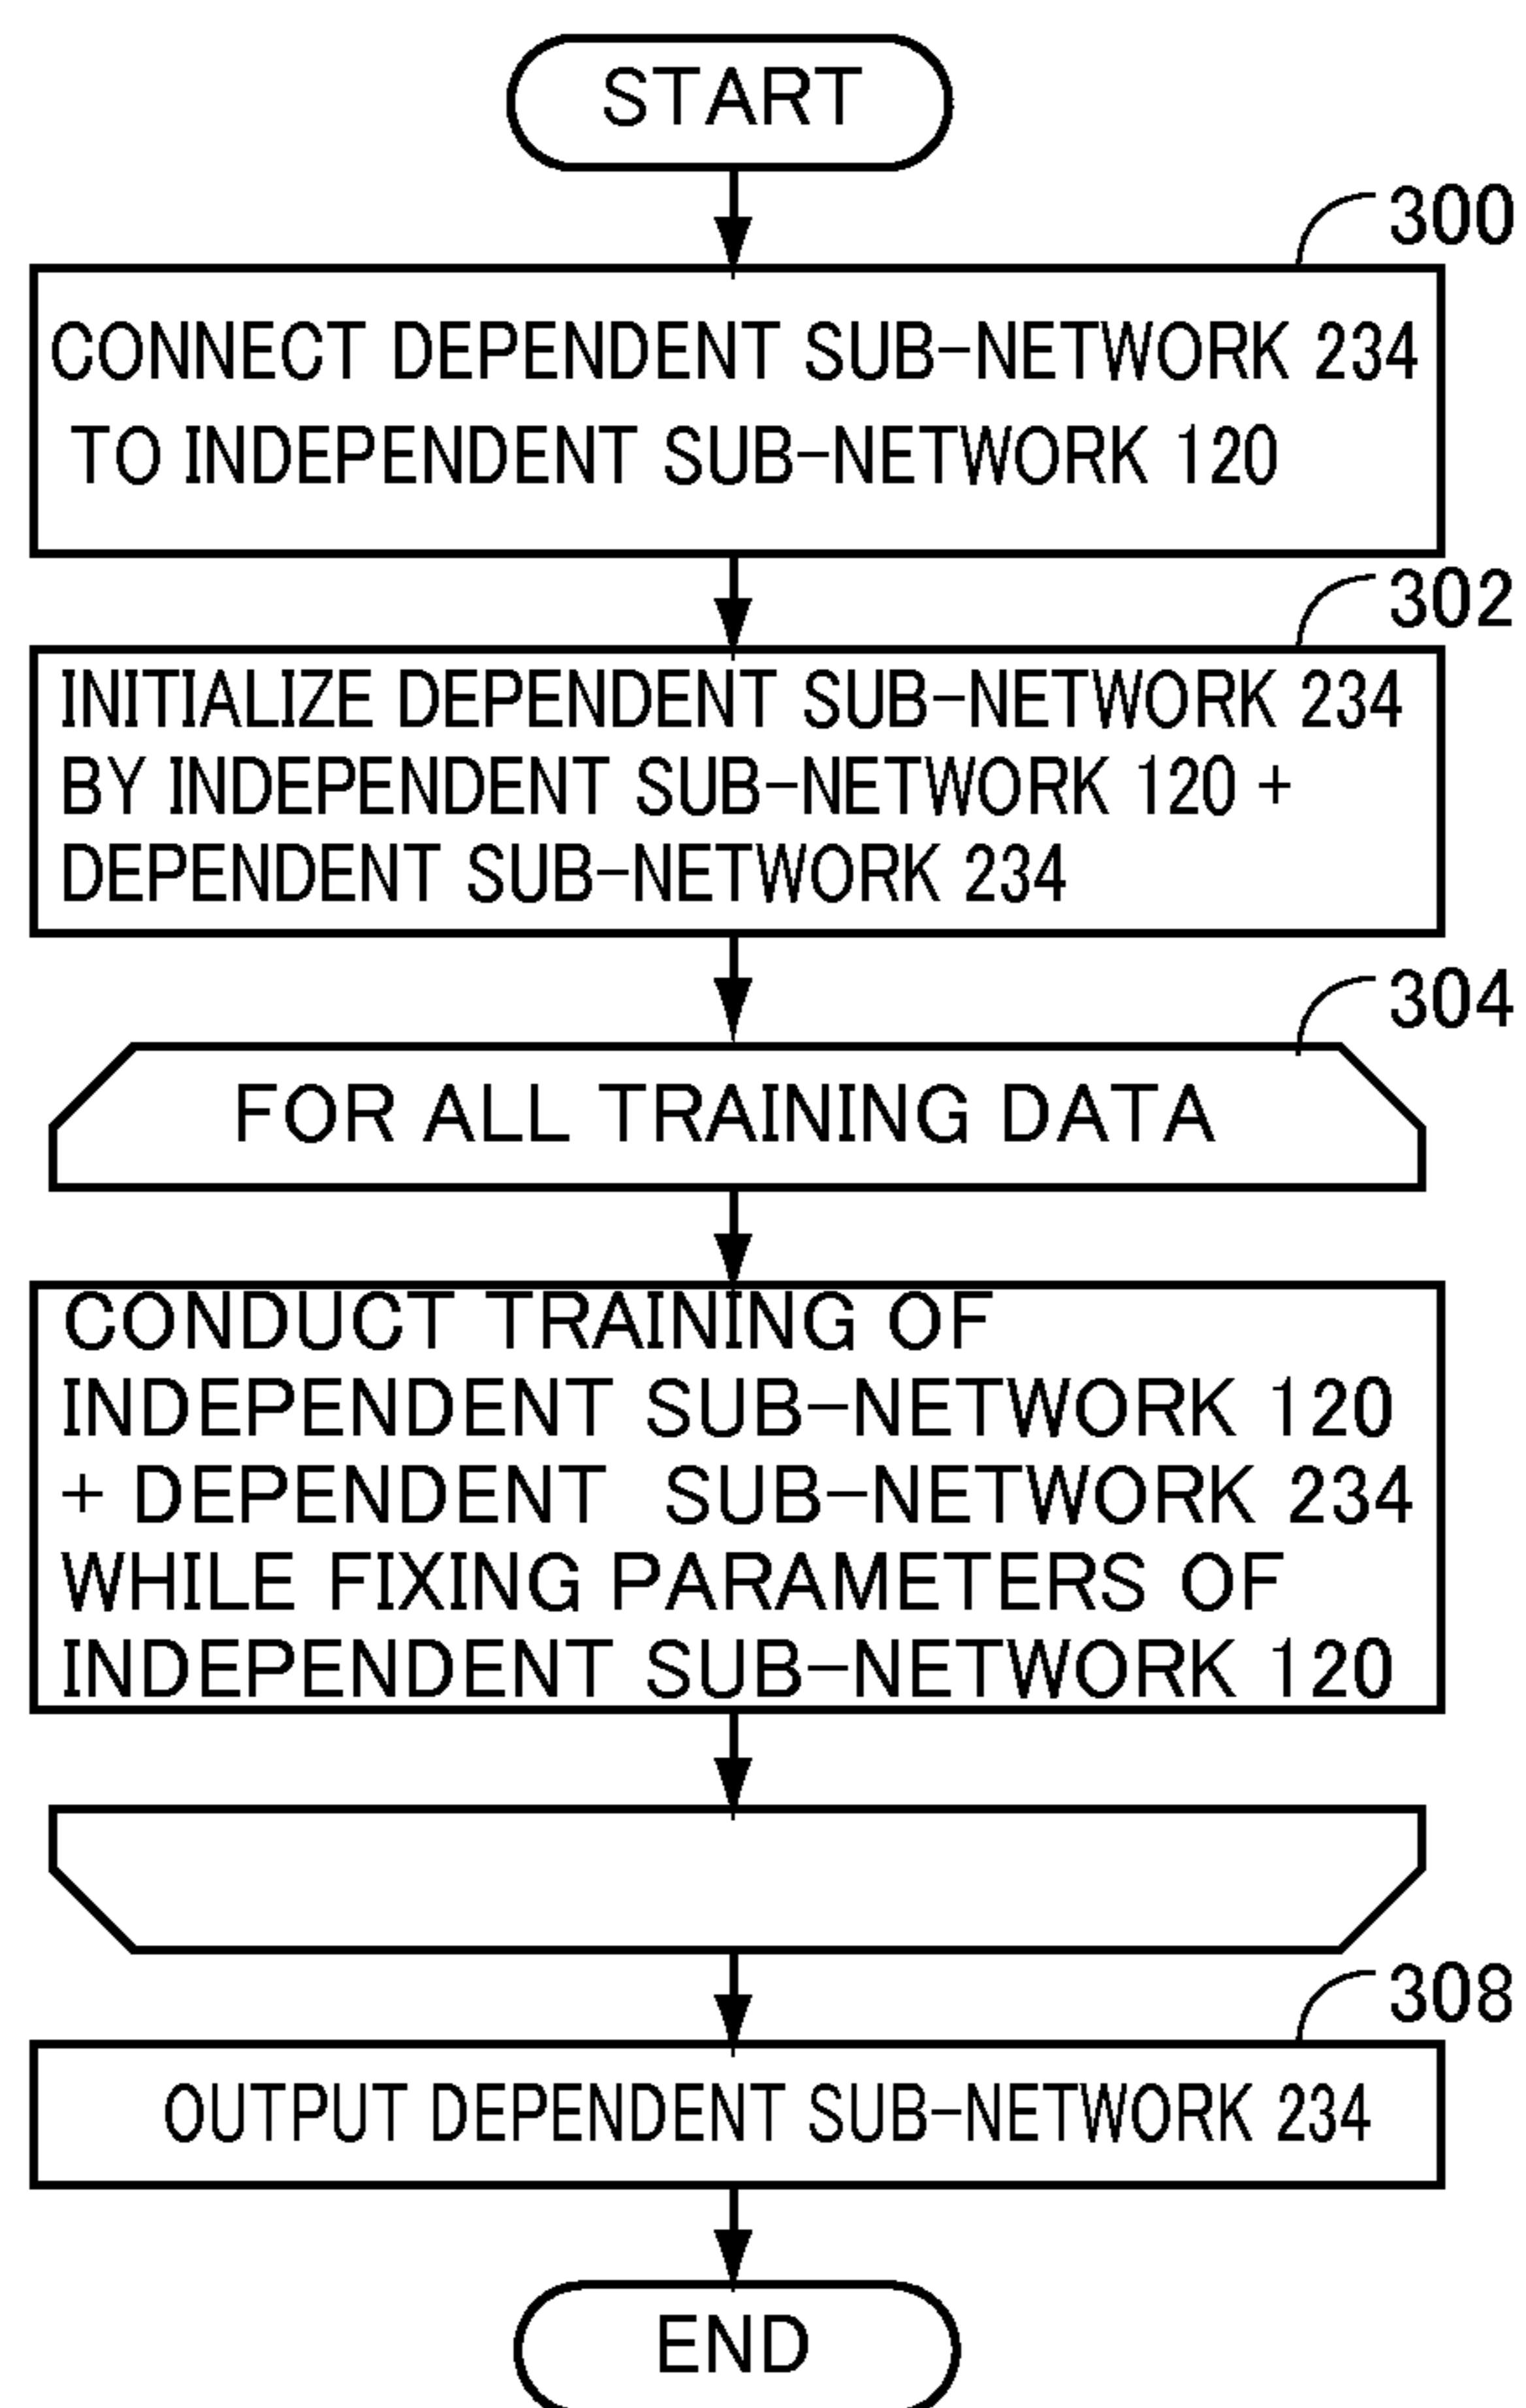 START
300
CONNECT DEPENDENT SUB-NETWORK 234
TO INDEPENDENT SUB-NETWORK 120
302
INITIALIZE DEPENDENT SUB-NETWORK 234
BY INDEPENDENT SUB-NETWORK 120 +
DEPENDENT SUB-NETWORK 234
304
FOR ALL TRAINING DATA
CONDUCT TRAINING OF
INDEPENDENT SUB-NETWORK 120
+ DEPENDENT SUB-NETWORK 234
WHILE FIXING PARAMETERS OF
INDEPENDENT SUB-NETWORK 120
308
OUTPUT DEPENDENT SUB-NETWORK 234
END